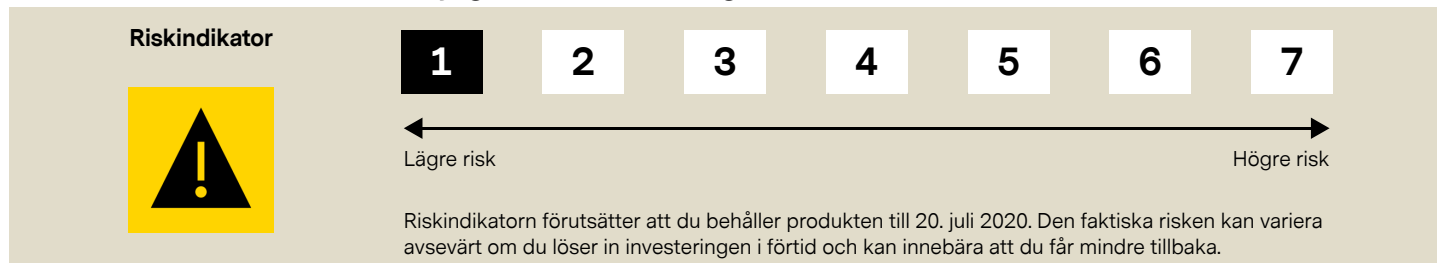 Riskindikator
1 2 3 4 5 6 7
Lägre risk Högre risk
Riskindikatorn förutsätter att du behåller produkten till 20. juli 2020. Den faktiska risken kan variera
avsevärt om du löser in investeringen i förtid och kan innebära att du får mindre tillbaka.